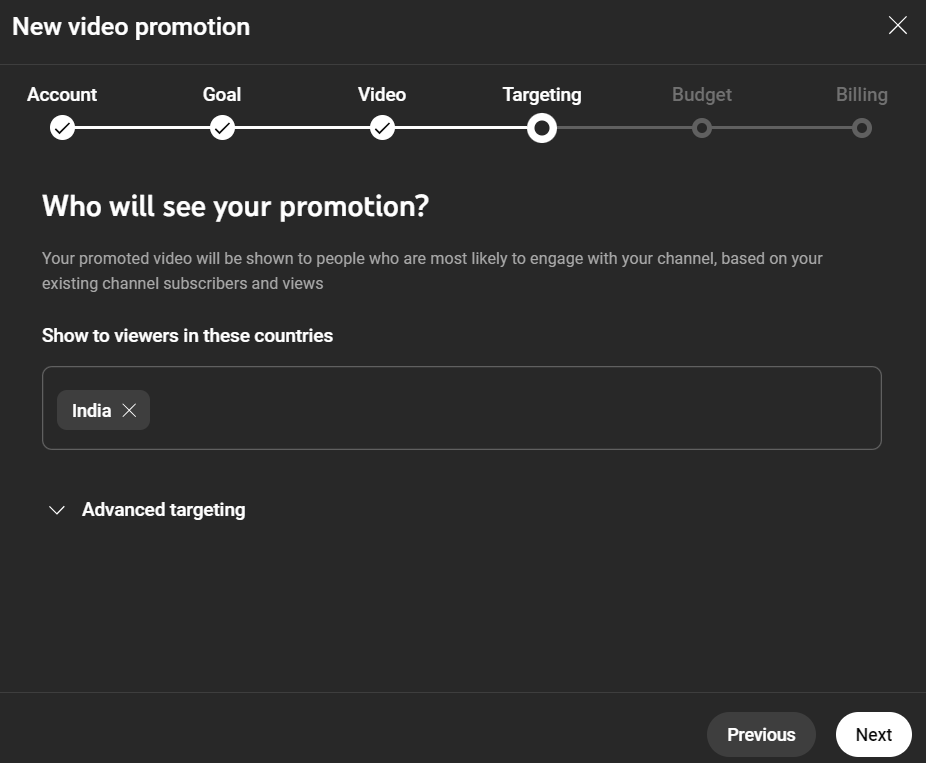 New video promotion
Account
Goal
Video
Targeting
Budget
Billing
Who will see your promotion?
Your promoted video will be shown to people who are most likely to engage with your channel, based on your
existing channel subscribers and views
Show to viewers in these countries
India
Advanced targeting
Previous
Next